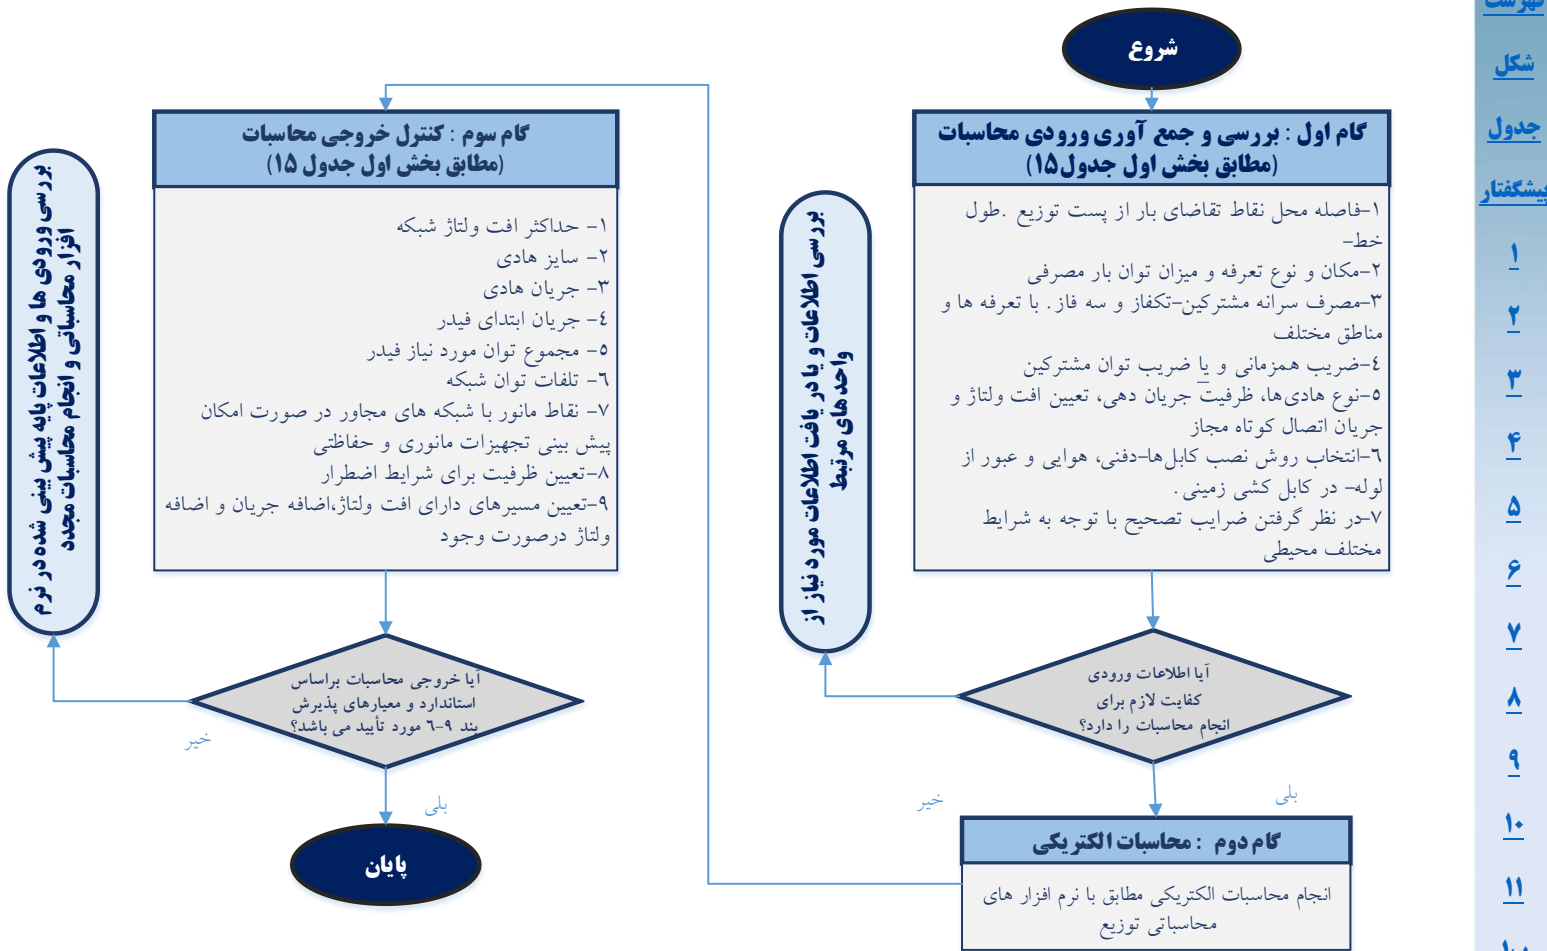 شروع
گام اول : بررسی و جمع آوری ورودی محاسبات
(مطابق بخش اول جدول۱۵)
۱-فاصله محل نقاط تقاضای بار از پست توزیع .طول
خط-
۲-مکان و نوع تعرفه و میزان توان بار مصرفی
۳-مصرف سرانه مشترکین-تکفاز و سه فاز. با تعرفه ها و
مناطق مختلف
٤-ضریب همزمانی و یا ضریب توان مشترکین
٥-نوع هادی‌ها، ظرفیت جریان دهی، تعیین افت ولتاژ و
جریان اتصال کوتاه مجاز
٦-انتخاب روش نصب کابل‌ها-دفنی، هوایی و عبور از
لوله- در کابل کشی زمینی.
۷-در نظر گرفتن ضرایب تصحیح با توجه به شرایط
مختلف محیطی
آیا اطلاعات ورودی
کفایت لازم برای
انجام محاسبات را دارد؟
بلی
خیر
بررسی اطلاعات و یا در یافت اطلاعات مورد نیاز از
واحدهای مرتبط
گام دوم : محاسبات الکتریکی
انجام محاسبات الکتریکی مطابق با نرم افزار های
محاسباتی توزیع
گام سوم : کنترل خروجی محاسبات
(مطابق بخش اول جدول ۱۵)
۱- حداکثر افت ولتاژ شبکه
۲- سایز هادی
۳- جریان هادی
٤- جریان ابتدای فیدر
٥- مجموع توان مورد نیاز فیدر
٦- تلفات توان شبکه
۷- نقاط مانور با شبکه های مجاور در صورت امکان
پیش بینی تجهیزات مانوری و حفاظتی
۸-تعیین ظرفیت برای شرایط اضطرار
۹-تعیین مسیرهای دارای افت ولتاژ،اضافه جریان و اضافه
ولتاژ درصورت وجود
آیا خروجی محاسبات براساس
استاندارد و معیارهای پذیرش
بند ۹-٦ مورد تأیید می باشد؟
خیر
بلی
بررسی ورودی ها و اطلاعات پایه پیش بینی شده در نرم
افزار محاسباتی و انجام محاسبات مجدد
پایان
فهرست
شکل
جدول
پیشگفتار
۱
۲
۳
۴
۵
۶
۷
۸
۹
۱۰
۱۱